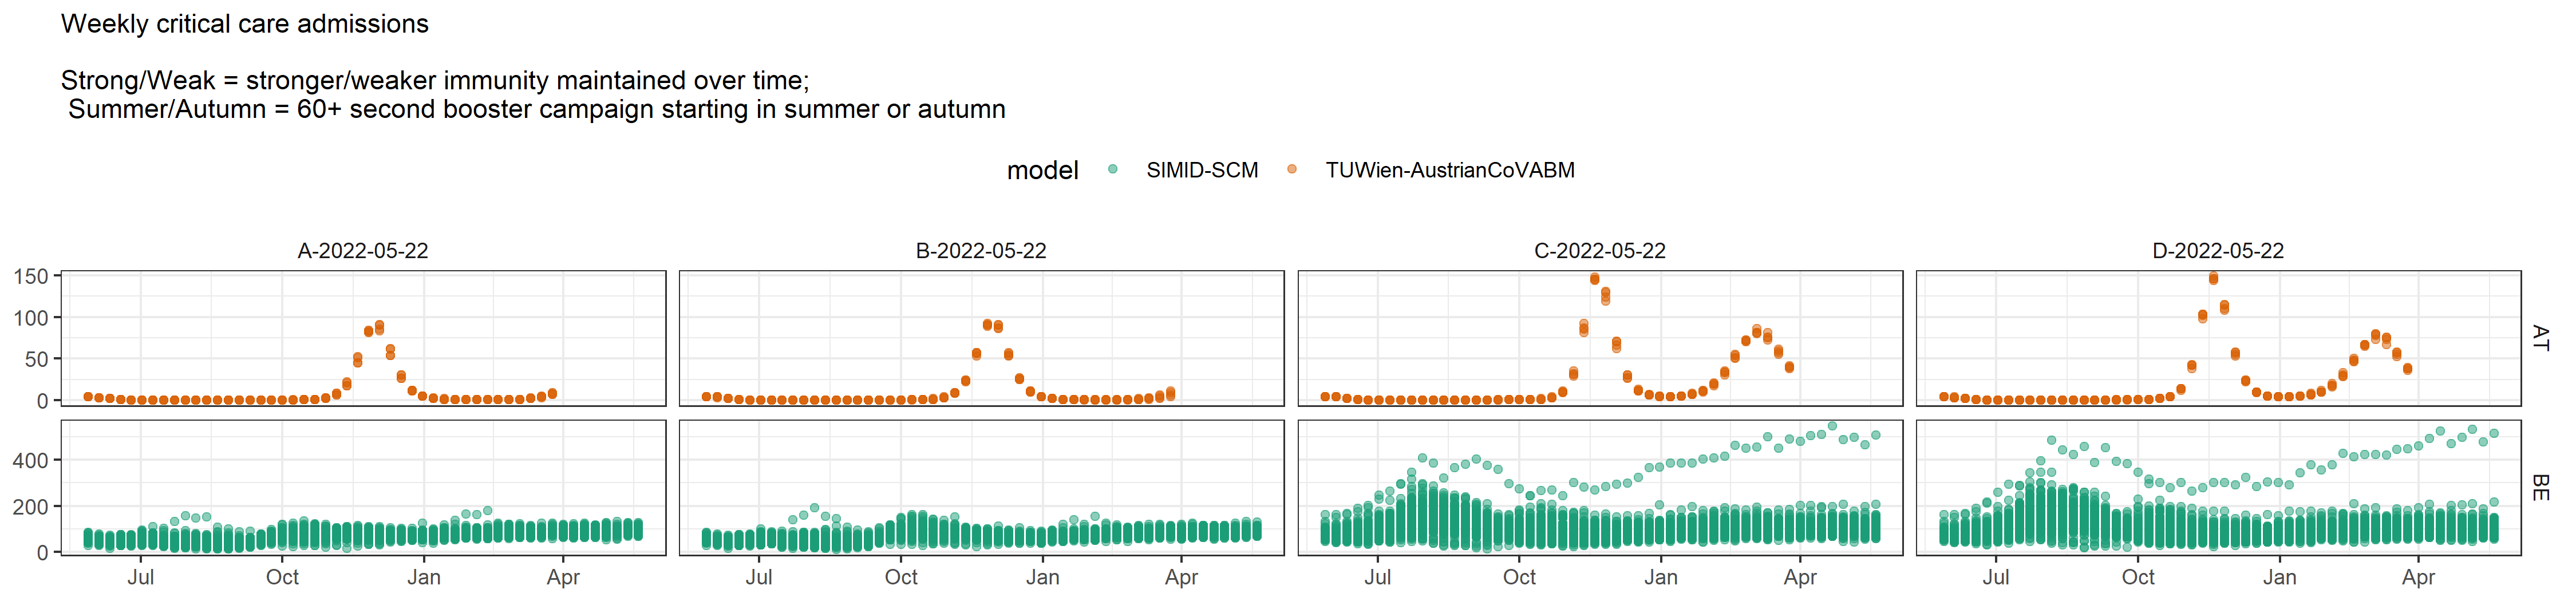 Weekly critical care admissions
Strong/Weak = stronger/weaker immunity maintained over time;
Summer/Autumn = 60+ second booster campaign starting in summer or autumn
model SIMID-SCM TUWien-AustrianCoVABM
A-2022-05-22 B-2022-05-22 C-2022-05-22 D-2022-05-22
150
100
50
0
AT
400
200
0
BE
Jul Oct Jan Apr Jul Oct Jan Apr Jul Oct Jan Apr Jul Oct Jan Apr